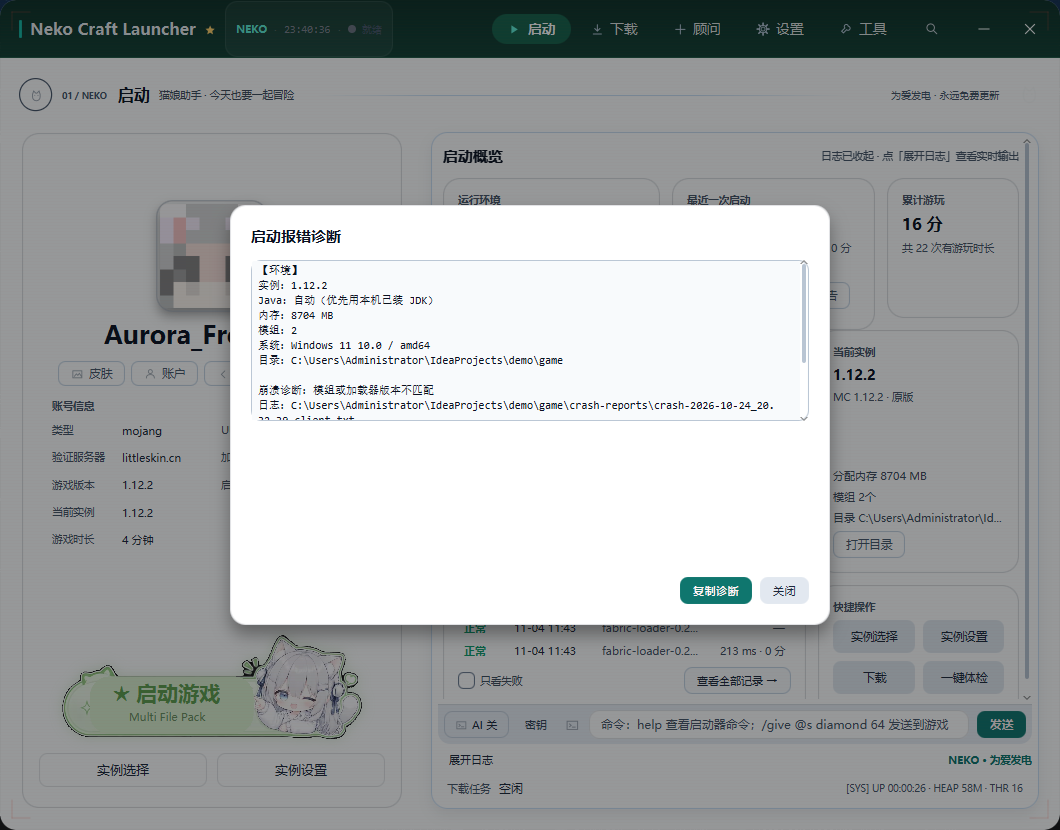 Neko Craft Launcher ★
NEKO 23:40:36 就绪
启动
下载
顾问
设置
工具
01 / NEKO 启动 猫娘助手 · 今天也要一起冒险
为爱发电 · 永远免费更新
启动概览
日志已收起 · 点「展开日志」查看实时输出
运行环境
最近一次启动
0 分
告
累计游玩
16 分
共 22 次有游玩时长
Aurora_Fr
皮肤
账户
账号信息
类型 mojang
验证服务器 littleskin.cn
游戏版本 1.12.2
当前实例 1.12.2
游戏时长 4 分钟
启动报错诊断
【环境】
实例: 1.12.2
Java: 自动（优先用本机已装 JDK）
内存: 8704 MB
模组: 2
系统: Windows 11 10.0 / amd64
目录: C:\Users\Administrator\IdeaProjects\demo\game
崩溃诊断: 模组或加载器版本不匹配
日志: C:\Users\Administrator\IdeaProjects\demo\game\crash-reports\crash-2026-10-24_20.
复制诊断
关闭
当前实例
1.12.2
MC 1.12.2 · 原版
分配内存 8704 MB
模组 2个
目录 C:\Users\Administrator\Id...
打开目录
正常 11-04 11:43 fabric-loader-0.2... —
正常 11-04 11:43 fabric-loader-0.2... 213 ms · 0 分
只看失败
查看全部记录 →
快捷操作
实例选择
实例设置
下载
一键体检
★ 启动游戏
Multi File Pack
实例选择
实例设置
AI 关
密钥
命令：help 查看启动器命令；/give @s diamond 64 发送到游戏
发送
展开日志
NEKO • 为爱发电
下载任务 空闲
[SYS] UP 00:00:26 · HEAP 58M · THR 16